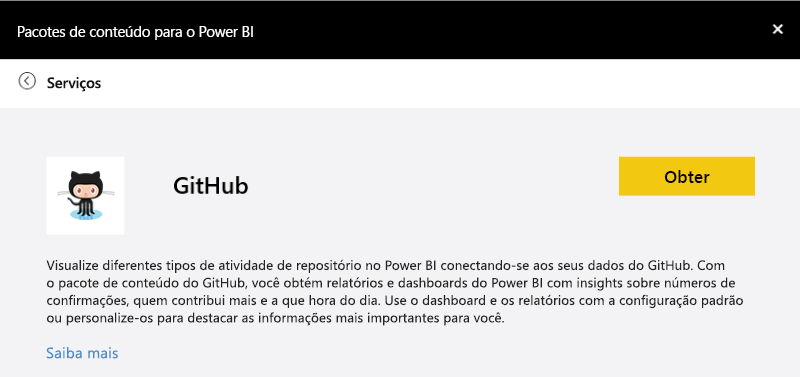 Pacotes de conteúdo para o Power BI
Serviços
GitHub
Obter
Visualize diferentes tipos de atividade de repositório no Power BI conectando-se aos seus dados do GitHub. Com
o pacote de conteúdo do GitHub, você obtém relatórios e dashboards do Power BI com insights sobre números de
confirmações, quem contribui mais e a que hora do dia. Use o dashboard e os relatórios com a configuração padrão
ou personalize-os para destacar as informações mais importantes para você.
Saiba mais